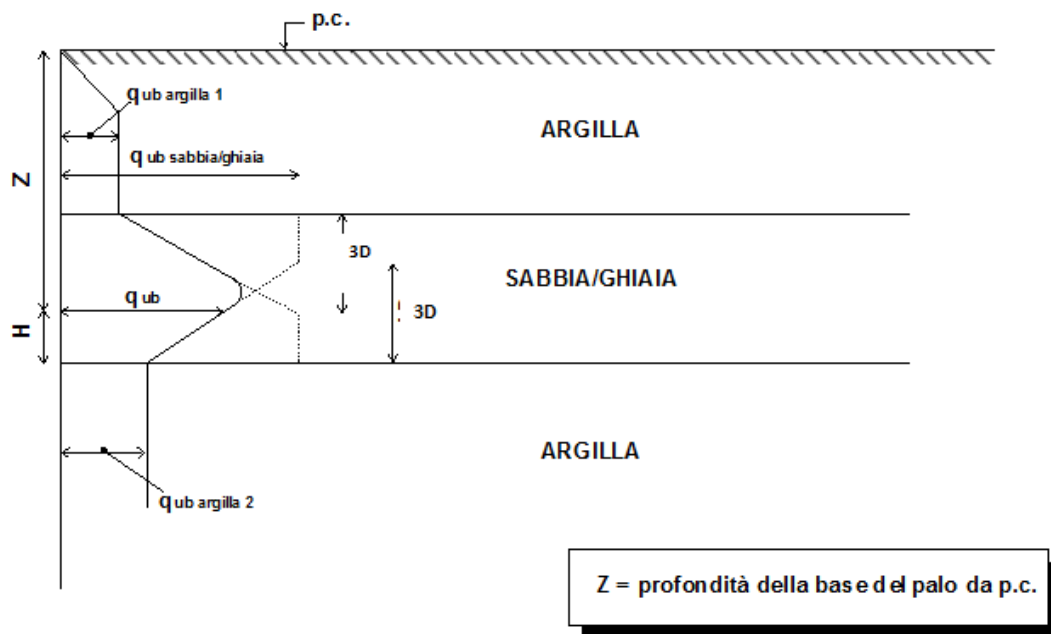 p.c.
q ub argilla 1
ARGILLA
q ub sabbia/ghiaia
Z
3D
SABBIA/GHIAIA
q ub
3D
H
ARGILLA
q ub argilla 2
Z = profondità della base del palo da p.c.